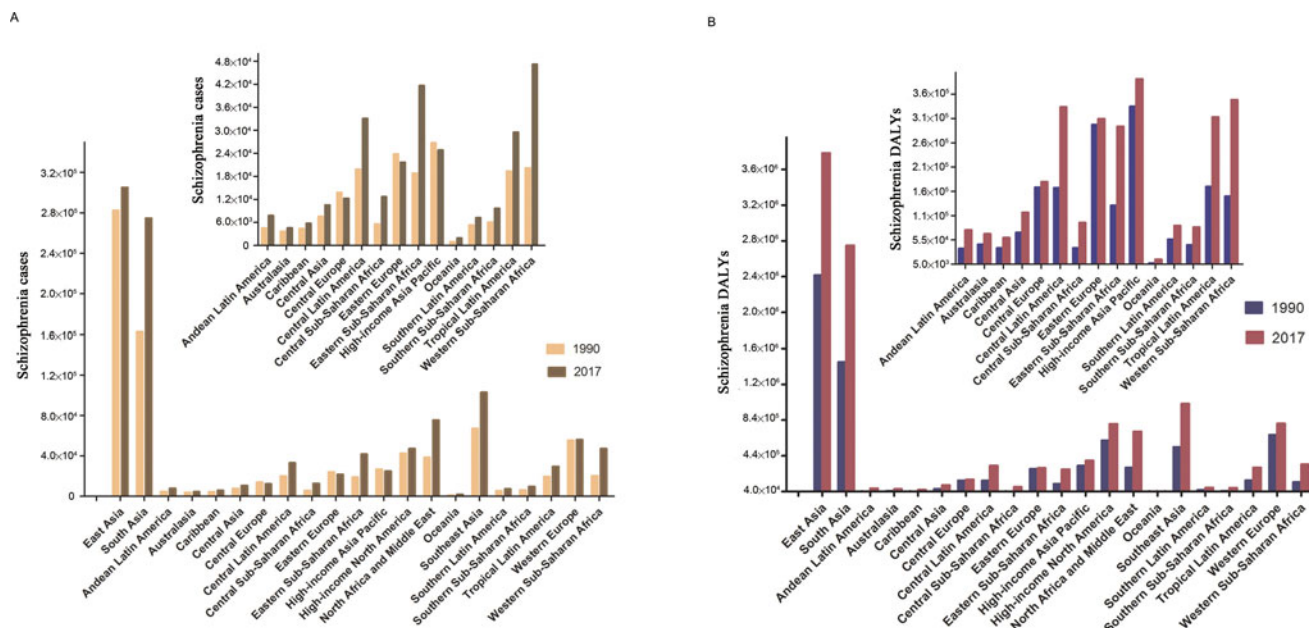 A
Schizophrenia cases
4.8×10⁴
4.2×10⁴
3.6×10⁴
3.0×10⁴
2.4×10⁴
1.8×10⁴
1.2×10⁴
6.0×10³
0
Andean Latin America
Australasia
Caribbean
Central Asia
Central Europe
Central Latin America
Central Sub-Saharan Africa
Eastern Europe
Eastern Sub-Saharan Africa
High-income Asia Pacific
Oceania
Southern Latin America
Southern Sub-Saharan Africa
Tropical Latin America
Western Sub-Saharan Africa
Schizophrenia cases
3.2×10⁵
2.8×10⁵
2.4×10⁵
2.0×10⁵
1.6×10⁵
1.2×10⁵
8.0×10⁴
4.0×10⁴
0
1990
2017
East Asia
South Asia
Andean Latin America
Australasia
Caribbean
Central Asia
Central Europe
Central Latin America
Central Sub-Saharan Africa
Eastern Europe
Eastern Sub-Saharan Africa
High-income Asia Pacific
High-income North America
North Africa and Middle East
Oceania
Southeast Asia
Southern Latin America
Southern Sub-Saharan Africa
Tropical Latin America
Western Europe
Western Sub-Saharan Africa
B
Schizophrenia DALYs
3.6×10⁵
3.1×10⁵
2.6×10⁵
2.1×10⁵
1.6×10⁵
1.1×10⁵
5.5×10⁴
5.0×10³
Andean Latin America
Australasia
Caribbean
Central Asia
Central Europe
Central Latin America
Central Sub-Saharan Africa
Eastern Europe
Eastern Sub-Saharan Africa
High-income Asia Pacific
Oceania
Southern Latin America
Southern Sub-Saharan Africa
Tropical Latin America
Western Sub-Saharan Africa
Schizophrenia DALYs
3.6×10⁶
3.2×10⁶
2.8×10⁶
2.4×10⁶
2.0×10⁶
1.6×10⁶
1.2×10⁶
8.4×10⁵
4.4×10⁵
4.0×10⁴
1990
2017
East Asia
South Asia
Andean Latin America
Australasia
Caribbean
Central Asia
Central Europe
Central Latin America
Central Sub-Saharan Africa
Eastern Europe
Eastern Sub-Saharan Africa
High-income Asia Pacific
High-income North America
North Africa and Middle East
Oceania
Southeast Asia
Southern Latin America
Southern Sub-Saharan Africa
Tropical Latin America
Western Europe
Western Sub-Saharan Africa